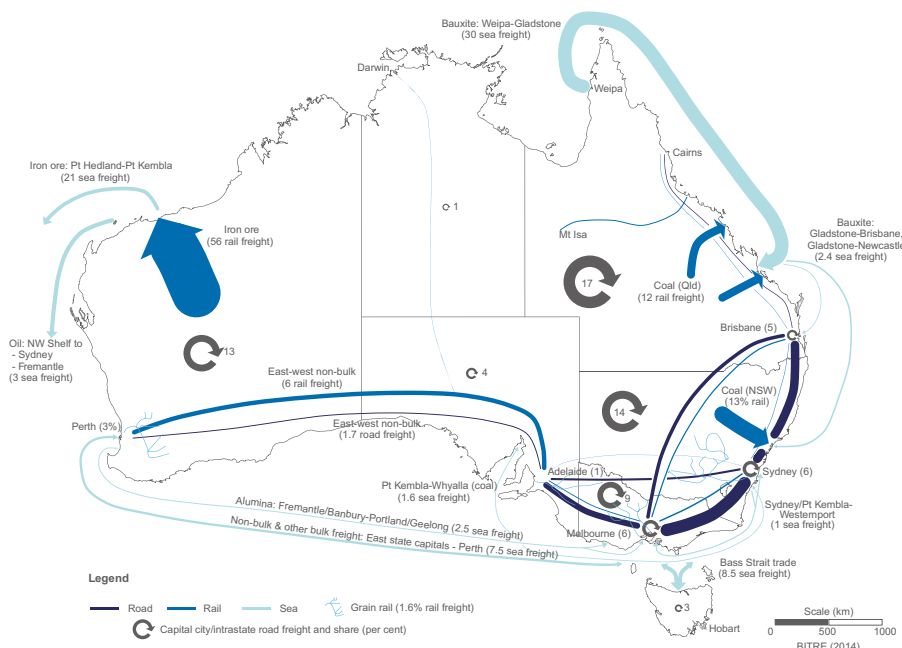 Bauxite: Weipa-Gladstone
(30 sea freight)
Darwin
Weipa
Cairns
Iron ore: Pt Hedland-Pt Kembla
(21 sea freight)
1
Iron ore
(56 rail freight)
Mt Isa
Bauxite:
Gladstone-Brisbane,
Gladstone-Newcastle
(2.4 sea freight)
17
Coal (Qld)
(12 rail freight)
Brisbane (5)
Oil: NW Shelf to
- Sydney
- Fremantle
(3 sea freight)
13
4
East-west non-bulk
(6 rail freight)
Coal (NSW)
(13% rail)
14
Perth (3%)
East-west non-bulk
(1.7 road freight)
Adelaide (1)
Sydney (6)
Pt Kembla-Whyalla (coal)
(1.6 sea freight)
9
Alumina: Fremantle/Banbury-Portland/Geelong (2.5 sea freight)
Non-bulk & other bulk freight: East state capitals - Perth (7.5 sea freight)
Melbourne (6)
Sydney/Pt Kembla-
Westernport
(1 sea freight)
Bass Strait trade
(8.5 sea freight)
3
Hobart
Legend
Road
Rail
Sea
Grain rail (1.6% rail freight)
Capital city/intrastate road freight and share (per cent)
Scale (km)
0 500 1000
BITRE (2014)